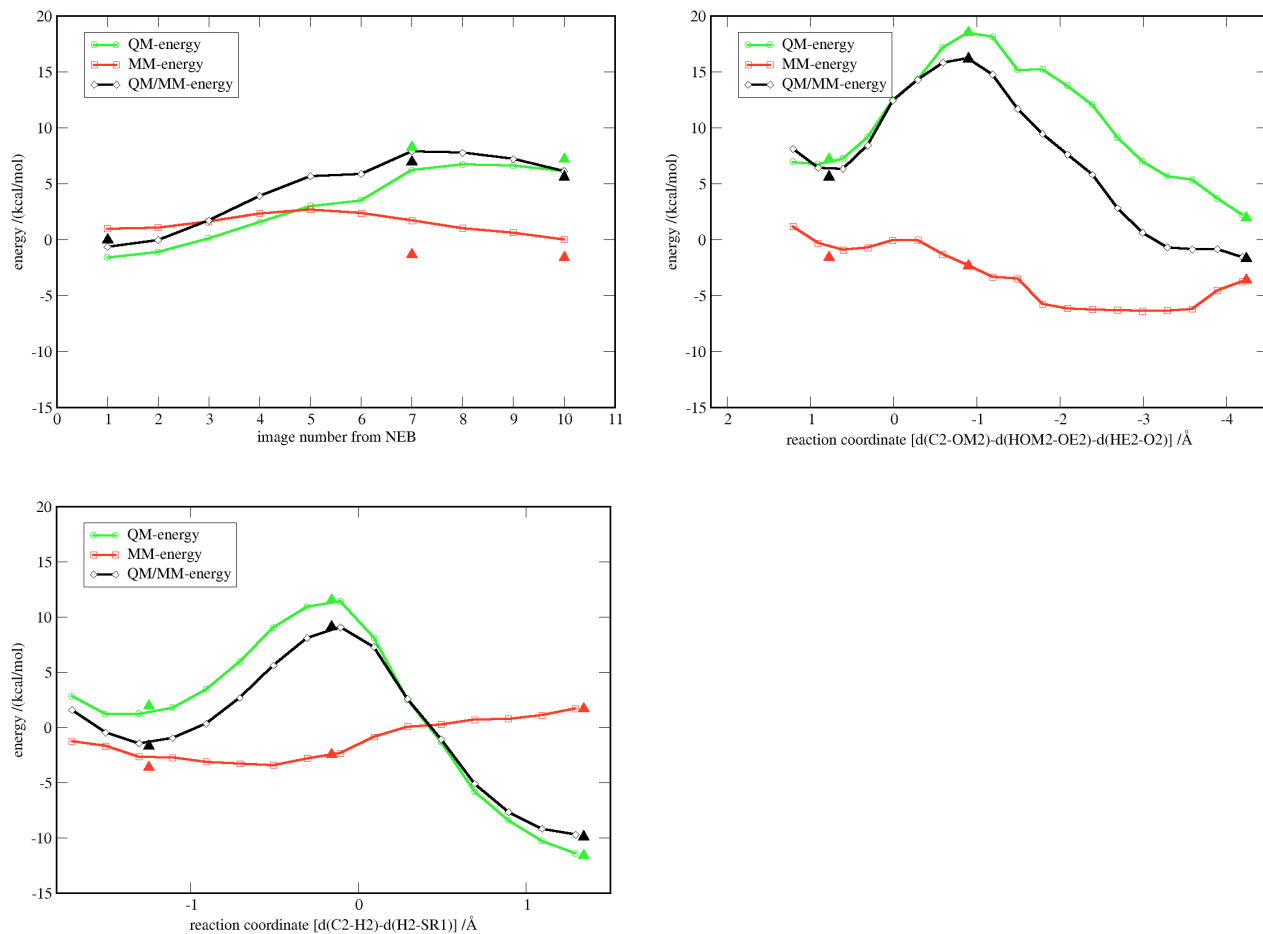 20
15
10
5
0
-5
-10
-15
energy /(kcal/mol)
QM-energy
MM-energy
QM/MM-energy
0 1 2 3 4 5 6 7 8 9 10 11
image number from NEB
20
15
10
5
0
-5
-10
-15
energy /(kcal/mol)
QM-energy
MM-energy
QM/MM-energy
2 1 0 -1 -2 -3 -4
reaction coordinate [d(C2-OM2)-d(HOM2-OE2)-d(HE2-O2)] /Å
20
15
10
5
0
-5
-10
-15
energy /(kcal/mol)
QM-energy
MM-energy
QM/MM-energy
-1 0 1
reaction coordinate [d(C2-H2)-d(H2-SR1)] /Å